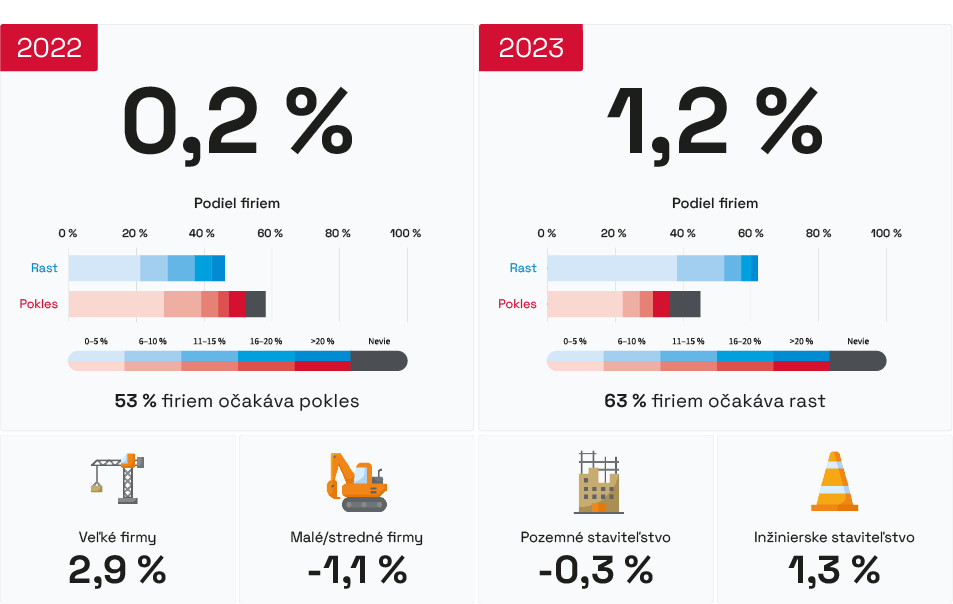 2022
0,2 %
Podiel firiem
0 % 20 % 40 % 60 % 80 % 100 %
Rast
Pokles
0–5 % 6–10 % 11–15 % 16–20 % >20 % Nevie
53 % firiem očakáva pokles
2023
1,2 %
Podiel firiem
0 % 20 % 40 % 60 % 80 % 100 %
Rast
Pokles
0–5 % 6–10 % 11–15 % 16–20 % >20 % Nevie
63 % firiem očakáva rast
Veľké firmy
2,9 %
Malé/stredné firmy
-1,1 %
Pozemné staviteľstvo
-0,3 %
Inžinierske staviteľstvo
1,3 %